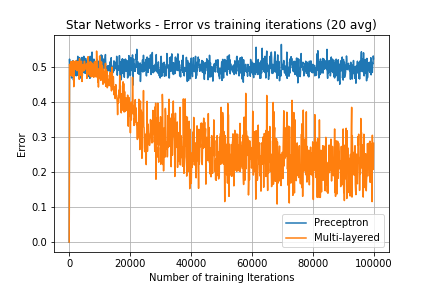 Star Networks - Error vs training iterations (20 avg)
0.5
0.4
0.3
0.2
0.1
0.0
Error
0 20000 40000 60000 80000 100000
Number of training Iterations
Preceptron
Multi-layered